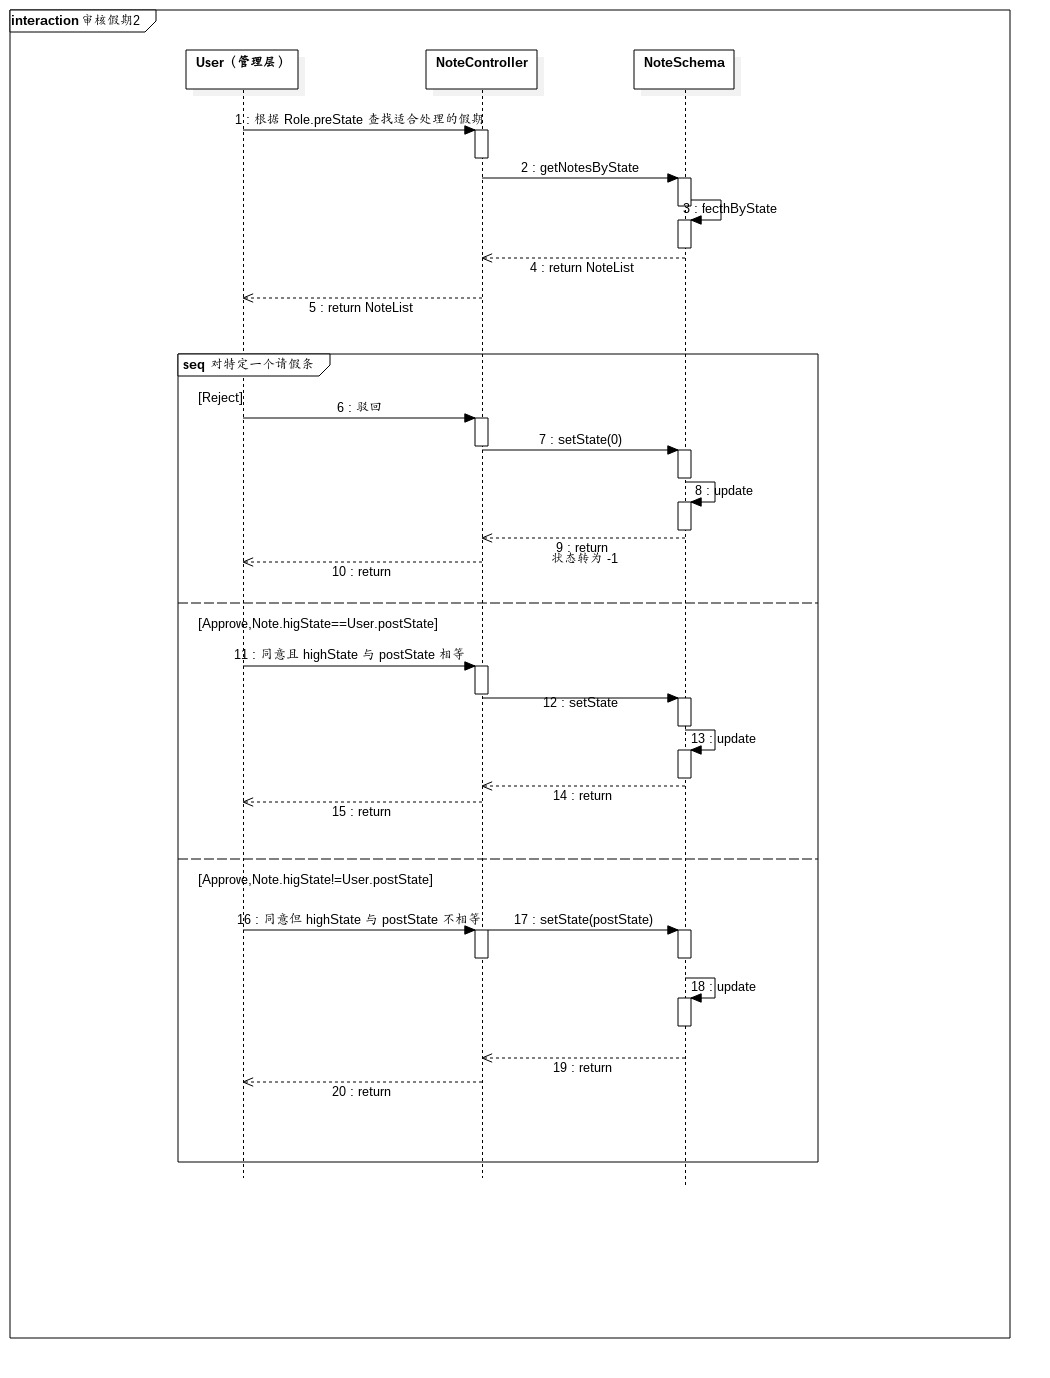 interaction 审核假期2
User（管理层）
NoteController
NoteSchema
1 : 根据 Role.preState 查找适合处理的假期
2 : getNotesByState
3 : fecthByState
4 : return NoteList
5 : return NoteList
seq 对特定一个请假条
[Reject]
6 : 驳回
7 : setState(0)
8 : update
9 : return
状态转为 -1
10 : return
[Approve,Note.higState==User.postState]
11 : 同意且 highState 与 postState 相等
12 : setState
13 : update
14 : return
15 : return
[Approve,Note.higState!=User.postState]
16 : 同意但 highState 与 postState 不相等
17 : setState(postState)
18 : update
19 : return
20 : return